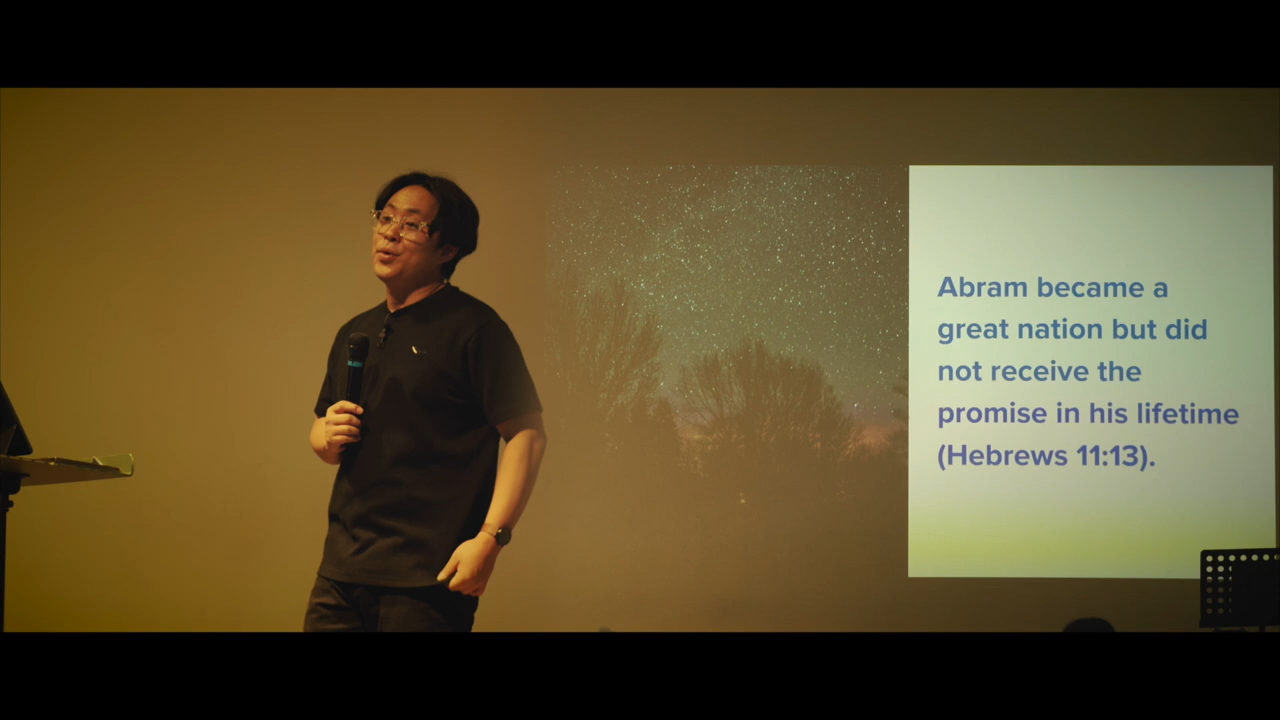 Abram became a
great nation but did
not receive the
promise in his lifetime
(Hebrews 11:13).